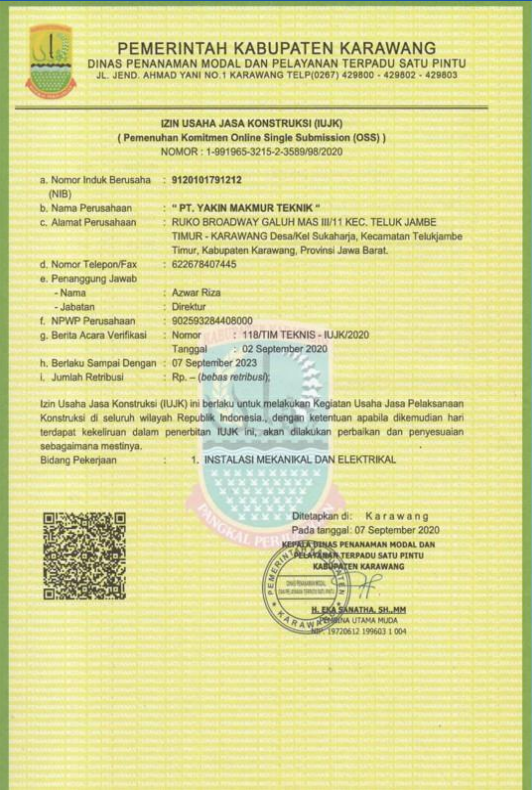 PEMERINTAH KABUPATEN KARAWANG
DINAS PENANAMAN MODAL DAN PELAYANAN TERPADU SATU PINTU
JL. JEND. AHMAD YANI NO.1 KARAWANG TELP(0267) 429800 - 429802 - 429803
IZIN USAHA JASA KONSTRUKSI (IUJK)
( Pemenuhan Komitmen Online Single Submission (OSS) )
NOMOR : 1-991965-3215-2-3589/98/2020
a. Nomor Induk Berusaha : 9120101791212
(NIB)
b. Nama Perusahaan : " PT. YAKIN MAKMUR TEKNIK "
c. Alamat Perusahaan : RUKO BROADWAY GALUH MAS III/11 KEC. TELUK JAMBE
TIMUR - KARAWANG Desa/Kel Sukaharja, Kecamatan Telukjambe
Timur, Kabupaten Karawang, Provinsi Jawa Barat.
d. Nomor Telepon/Fax : 622678407445
e. Penanggung Jawab
- Nama : Azwar Riza
- Jabatan : Direktur
f. NPWP Perusahaan : 902593284408000
g. Berita Acara Verifikasi : Nomor : 118/TIM TEKNIS - IUJK/2020
Tanggal : 02 September 2020
h. Berlaku Sampai Dengan : 07 September 2023
i. Jumlah Retribusi : Rp. – (bebas retribusi);
Izin Usaha Jasa Konstruksi (IUJK) ini berlaku untuk melakukan Kegiatan Usaha Jasa Pelaksanaan
Konstruksi di seluruh wilayah Republik Indonesia., dengan ketentuan apabila dikemudian hari
terdapat kekeliruan dalam penerbitan IUJK ini, akan dilakukan perbaikan dan penyesuaian
sebagaimana mestinya.
Bidang Pekerjaan : 1. INSTALASI MEKANIKAL DAN ELEKTRIKAL
Ditetapkan di : K a r a w a n g
Pada tanggal : 07 September 2020
KEPALA DINAS PENANAMAN MODAL DAN
PELAYANAN TERPADU SATU PINTU
KABUPATEN KARAWANG
H. EKA SANATHA, SH.,MM
PEMBINA UTAMA MUDA
NIP. 19720612 199603 1 004